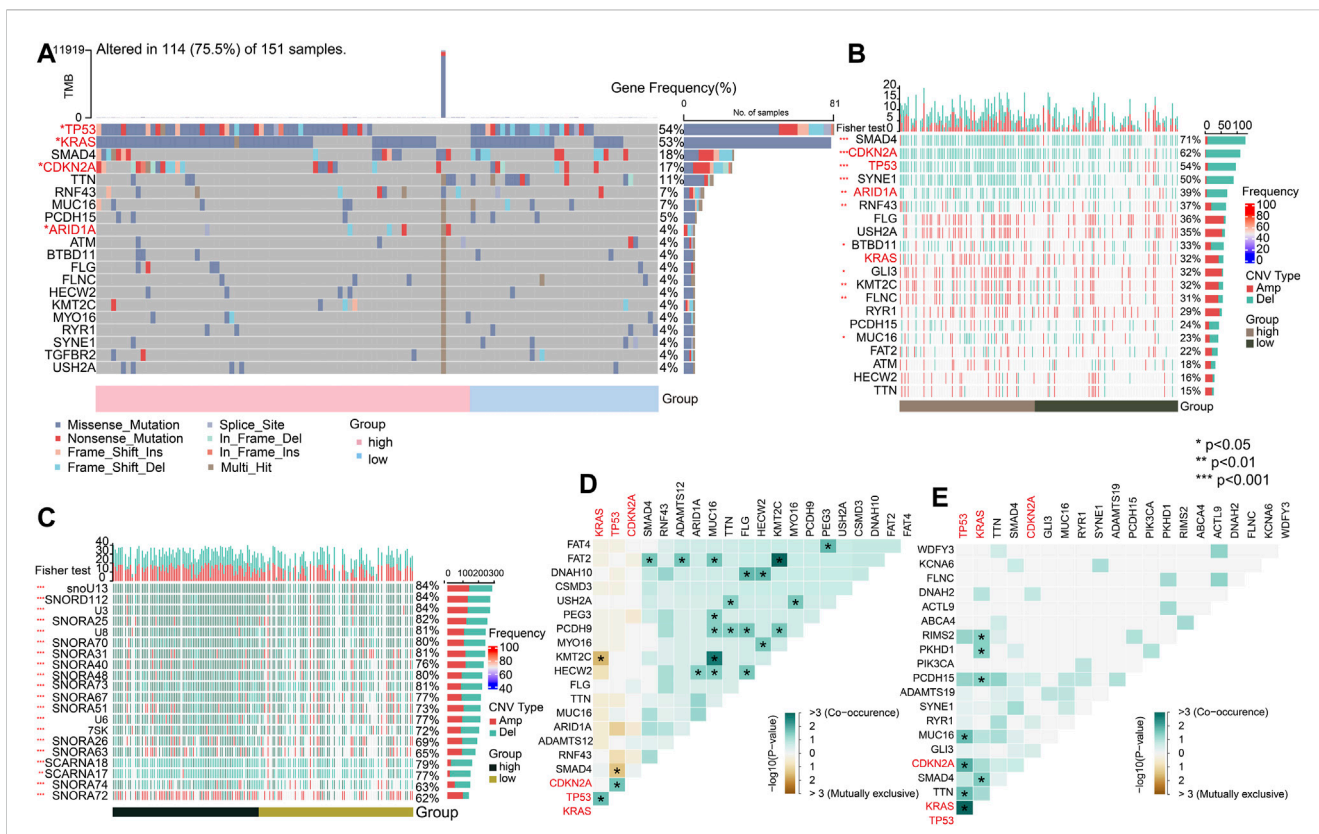 A
11919
Altered in 114 (75.5%) of 151 samples.
TMB
0
Gene Frequency(%)
0
No. of samples
81
*TP53 54%
*KRAS 53%
SMAD4 18%
*CDKN2A 17%
TTN 11%
RNF43 7%
MUC16 7%
PCDH15 5%
*ARID1A 4%
ATM 4%
BTBD11 4%
FLG 4%
FLNC 4%
HECW2 4%
KMT2C 4%
MYO16 4%
RYR1 4%
SYNE1 4%
TGFBR2 4%
USH2A 4%
Group
Missense_Mutation
Nonsense_Mutation
Frame_Shift_Ins
Frame_Shift_Del
Splice_Site
In_Frame_Del
In_Frame_Ins
Multi_Hit
Group
high
low
B
20
15
10
5
0
Fisher test
0 50 100
*** SMAD4 71%
*** CDKN2A 62%
*** TP53 54%
*** SYNE1 50%
** ARID1A 39%
** RNF43 37%
FLG 36%
USH2A 35%
* BTBD11 33%
KRAS 32%
* GLI3 32%
** KMT2C 32%
** FLNC 31%
RYR1 29%
PCDH15 24%
* MUC16 23%
FAT2 22%
ATM 18%
HECW2 16%
TTN 15%
Group
Frequency
100
80
60
40
20
0
CNV Type
Amp
Del
Group
high
low
* p<0.05
** p<0.01
*** p<0.001
C
40
30
20
10
0
Fisher test
0 100200300
*** snoU13 84%
*** SNORD112 84%
*** U3 84%
*** SNORA25 82%
*** U8 81%
*** SNORA70 80%
*** SNORA31 81%
*** SNORA40 76%
*** SNORA48 80%
*** SNORA73 81%
*** SNORA67 77%
*** SNORA51 73%
*** U6 77%
*** 7SK 72%
*** SNORA26 69%
*** SNORA63 65%
*** SCARNA18 79%
** SCARNA17 77%
*** SNORA74 63%
*** SNORA72 62%
Group
Frequency
100
80
60
40
CNV Type
Amp
Del
Group
high
low
D
KRAS
TP53
CDKN2A
SMAD4
RNF43
ADAMTS12
ARID1A
MUC16
TTN
FLG
HECW2
KMT2C
MYO16
PCDH9
PEG3
USH2A
CSMD3
DNAH10
FAT2
FAT4
FAT4 *
FAT2 * * * *
DNAH10 * *
CSMD3
USH2A * *
PEG3 *
PCDH9 * * * *
MYO16 *
KMT2C * *
HECW2 * * *
FLG
TTN
MUC16
ARID1A
ADAMTS12
RNF43
SMAD4 *
CDKN2A *
TP53 *
KRAS
−log10(P-value)
>3 (Co-occurence)
2
1
0
1
2
> 3 (Mutually exclusive)
E
TP53
KRAS
TTN
SMAD4
CDKN2A
GLI3
MUC16
RYR1
SYNE1
ADAMTS19
PCDH15
PIK3CA
PKHD1
RIMS2
ABCA4
ACTL9
DNAH2
FLNC
KCNA6
WDFY3
WDFY3
KCNA6
FLNC
DNAH2
ACTL9
ABCA4
RIMS2 *
PKHD1 *
PIK3CA
PCDH15 *
ADAMTS19
SYNE1
RYR1
MUC16 *
GLI3
CDKN2A *
SMAD4 *
TTN *
KRAS *
TP53
−log10(P-value)
>3 (Co-occurence)
2
1
0
1
2
> 3 (Mutually exclusive)